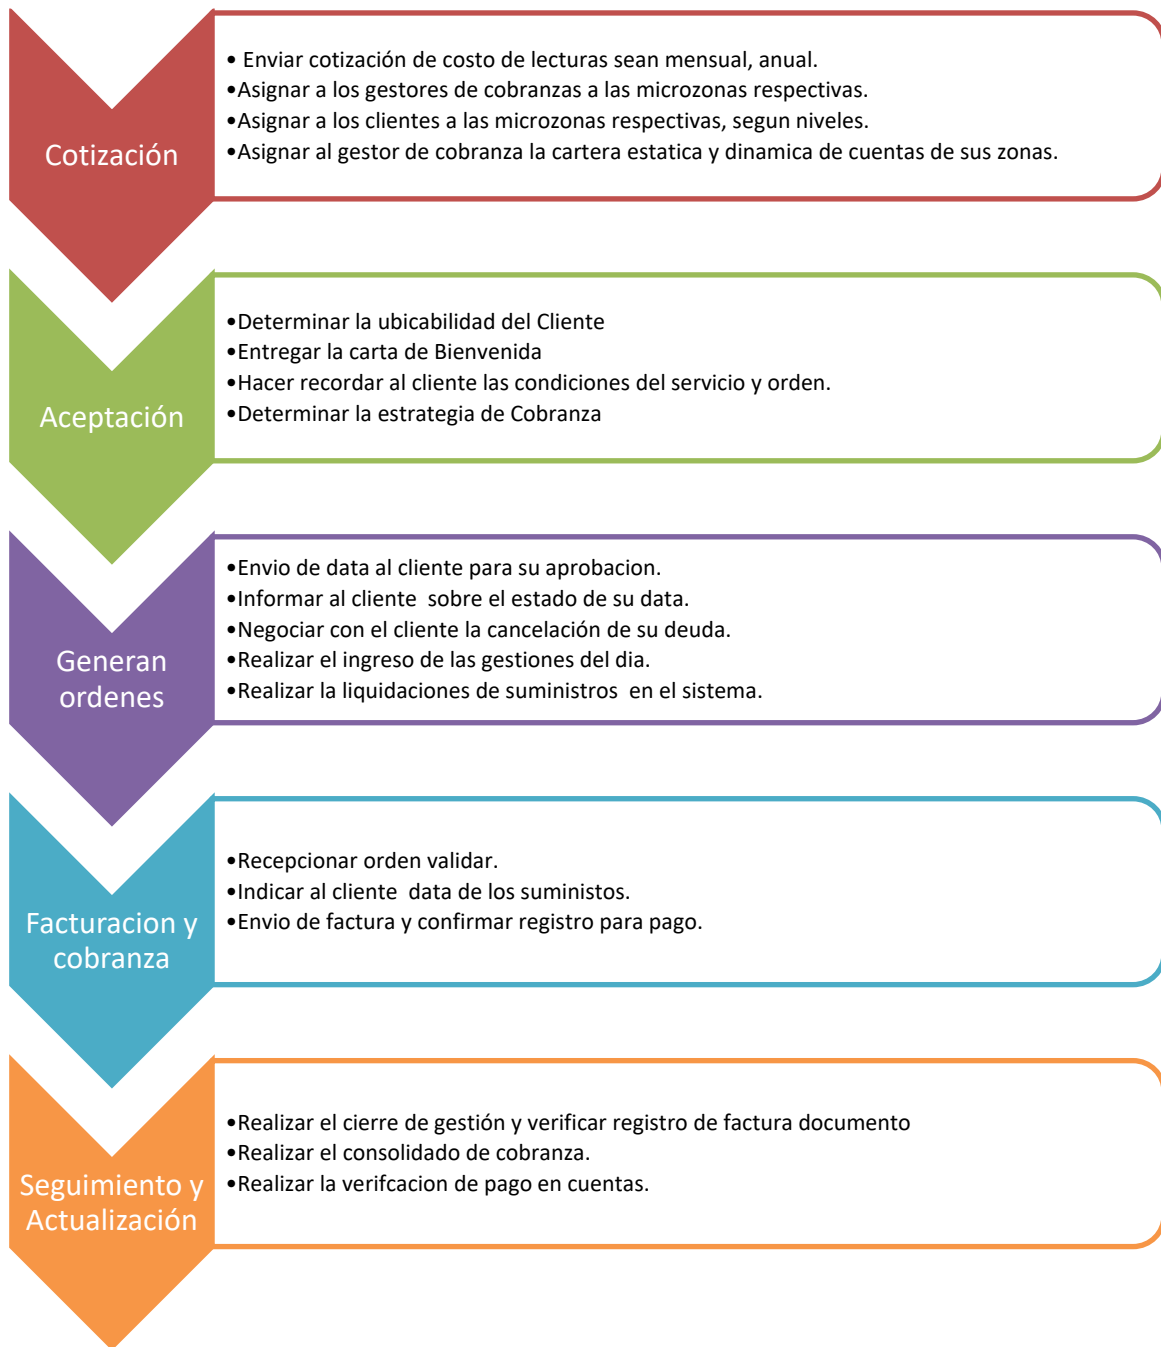 Cotización
• Enviar cotización de costo de lecturas sean mensual, anual.
•Asignar a los gestores de cobranzas a las microzonas respectivas.
•Asignar a los clientes a las microzonas respectivas, segun niveles.
•Asignar al gestor de cobranza la cartera estatica y dinamica de cuentas de sus zonas.
Aceptación
•Determinar la ubicabilidad del Cliente
•Entregar la carta de Bienvenida
•Hacer recordar al cliente las condiciones del servicio y orden.
•Determinar la estrategia de Cobranza
Generan
ordenes
•Envio de data al cliente para su aprobacion.
•Informar al cliente  sobre el estado de su data.
•Negociar con el cliente la cancelación de su deuda.
•Realizar el ingreso de las gestiones del dia.
•Realizar la liquidaciones de suministros  en el sistema.
Facturacion y
cobranza
•Recepcionar orden validar.
•Indicar al cliente  data de los suministos.
•Envio de factura y confirmar registro para pago.
Seguimiento y
Actualización
•Realizar el cierre de gestión y verificar registro de factura documento
•Realizar el consolidado de cobranza.
•Realizar la verifcacion de pago en cuentas.